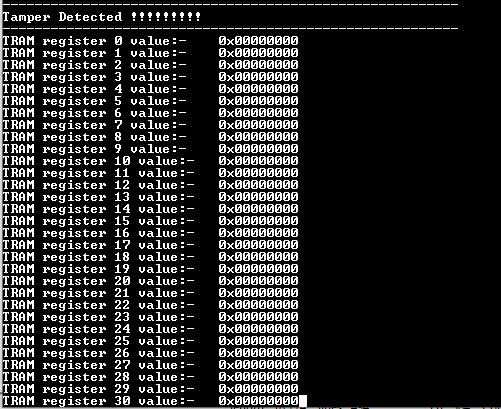 --------------------------------------------------------
Tamper Detected !!!!!!!!!
--------------------------------------------------------
TRAM register 0 value:- 0x00000000
TRAM register 1 value:- 0x00000000
TRAM register 2 value:- 0x00000000
TRAM register 3 value:- 0x00000000
TRAM register 4 value:- 0x00000000
TRAM register 5 value:- 0x00000000
TRAM register 6 value:- 0x00000000
TRAM register 7 value:- 0x00000000
TRAM register 8 value:- 0x00000000
TRAM register 9 value:- 0x00000000
TRAM register 10 value:- 0x00000000
TRAM register 11 value:- 0x00000000
TRAM register 12 value:- 0x00000000
TRAM register 13 value:- 0x00000000
TRAM register 14 value:- 0x00000000
TRAM register 15 value:- 0x00000000
TRAM register 16 value:- 0x00000000
TRAM register 17 value:- 0x00000000
TRAM register 18 value:- 0x00000000
TRAM register 19 value:- 0x00000000
TRAM register 20 value:- 0x00000000
TRAM register 21 value:- 0x00000000
TRAM register 22 value:- 0x00000000
TRAM register 23 value:- 0x00000000
TRAM register 24 value:- 0x00000000
TRAM register 25 value:- 0x00000000
TRAM register 26 value:- 0x00000000
TRAM register 27 value:- 0x00000000
TRAM register 28 value:- 0x00000000
TRAM register 29 value:- 0x00000000
TRAM register 30 value:- 0x00000000